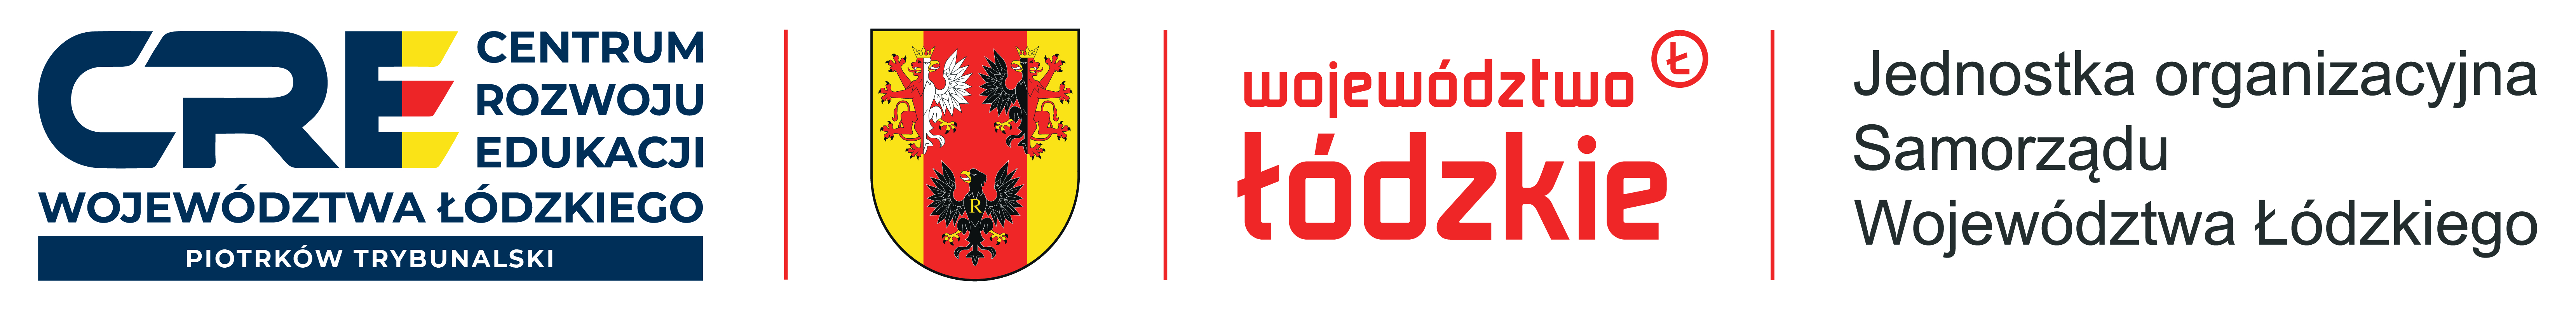 CRE
CENTRUM
ROZWOJU
EDUKACJI
WOJEWÓDZTWA ŁÓDZKIEGO
PIOTRKÓW TRYBUNALSKI
R
województwo
łódzkie
Ł
Jednostka organizacyjna
Samorządu
Województwa Łódzkiego